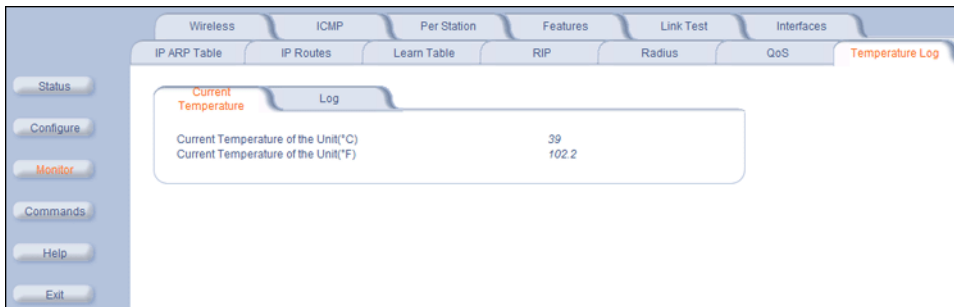 Wireless ICMP Per Station Features Link Test Interfaces
IP ARP Table IP Routes Learn Table RIP Radius QoS Temperature Log
Status
Configure
Monitor
Commands
Help
Exit
Current Temperature Log
Current Temperature of the Unit(°C) 39
Current Temperature of the Unit(°F) 102.2